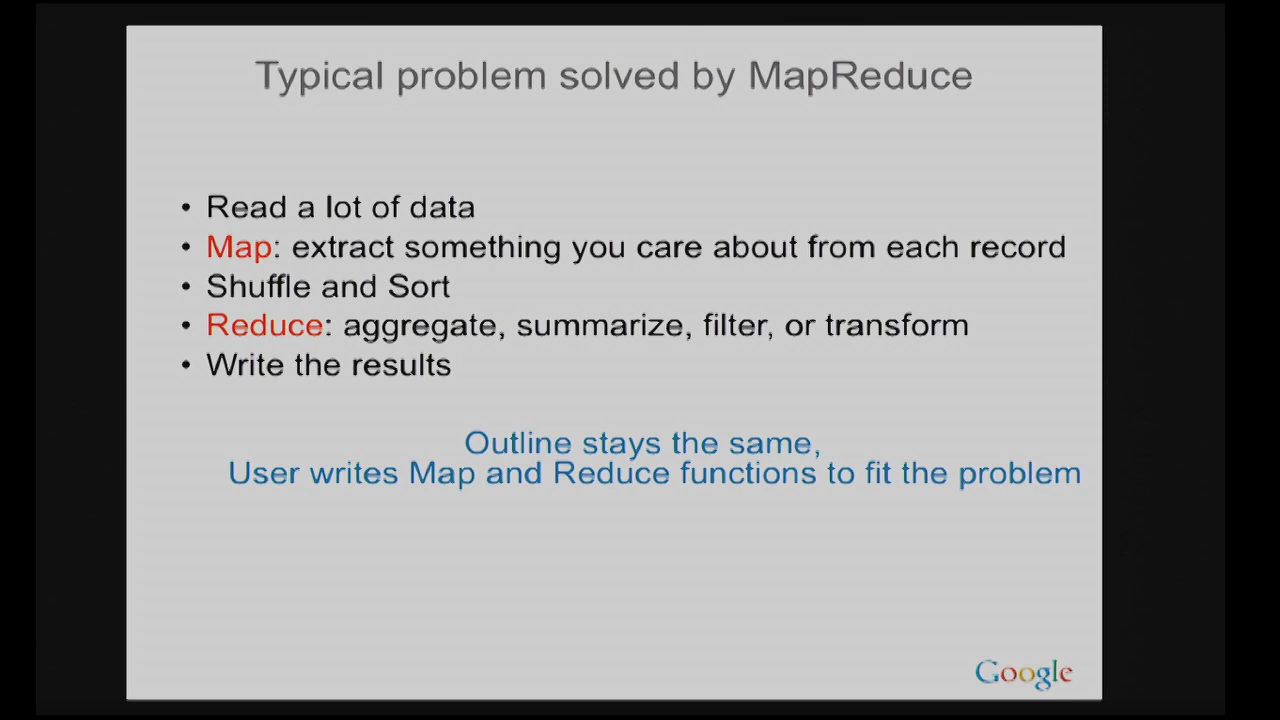 Typical problem solved by MapReduce
• Read a lot of data
• Map: extract something you care about from each record
• Shuffle and Sort
• Reduce: aggregate, summarize, filter, or transform
• Write the results
Outline stays the same,
User writes Map and Reduce functions to fit the problem
Google